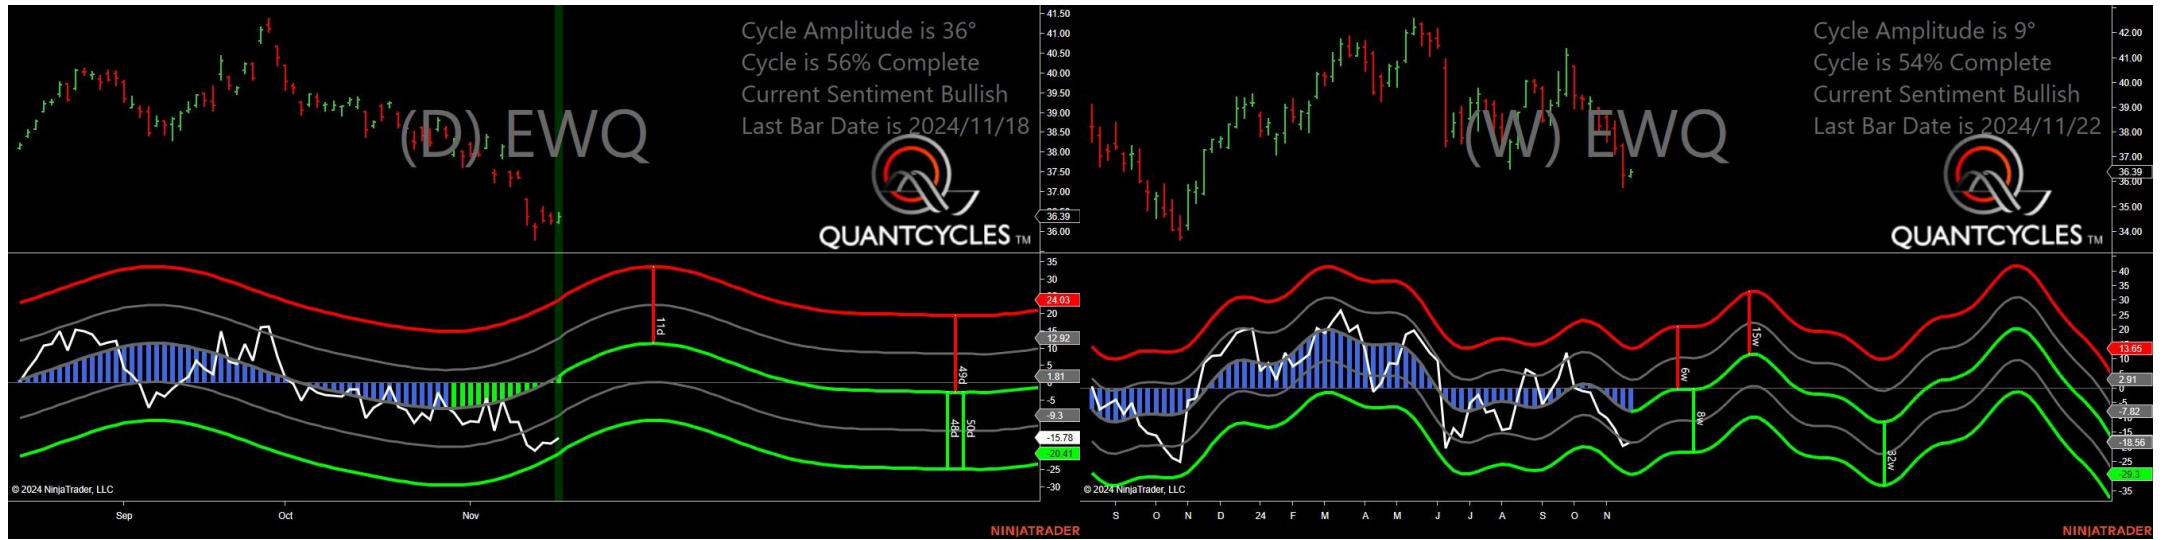 Cycle Amplitude is 36°
Cycle is 56% Complete
Current Sentiment Bullish
Last Bar Date is 2024/11/18
(D) EWQ
QUANTCYCLES TM
41.50
41.00
40.50
40.00
39.50
39.00
38.50
38.00
37.50
37.00
36.39
36.00
35
30
24.03
20
15
12.92
10
5
1.81
-5
-9.3
-15.78
-20.41
-25
-30
11d
49d
48d
50d
© 2024 NinjaTrader, LLC
Sep
Oct
Nov
NINJATRADER
Cycle Amplitude is 9°
Cycle is 54% Complete
Current Sentiment Bullish
Last Bar Date is 2024/11/22
(W) EWQ
QUANTCYCLES TM
42.00
41.00
40.00
39.00
38.00
37.00
36.39
36.00
35.00
34.00
40
35
30
25
20
13.65
10
5
2.91
-5
-7.82
-15
-18.56
-25
-29.3
-35
6w
15w
8w
32w
© 2024 NinjaTrader, LLC
S O N D 24 F M A M J J A S O N
NINJATRADER